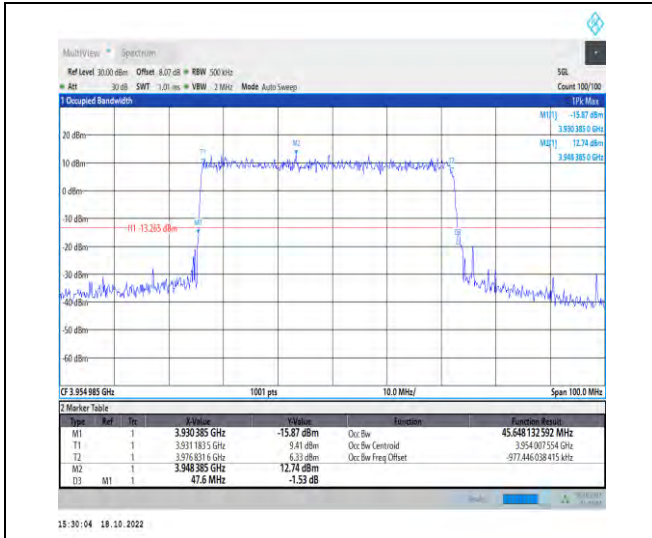 MultiView Spectrum
Ref Level 30.00 dBm Offset 8.07 dB RBW 500 kHz SGL
Att 30 dB SWT 1.01 ms VBW 2 MHz Mode Auto Sweep Count 100/100
1 Occupied Bandwidth 1Pk Max
M1[1] -15.87 dBm
3.930 385 0 GHz
20 dBm M2[1] 12.74 dBm
M2 3.948 385 0 GHz
T1 T2
10 dBm
0 dBm
-10 dBm
H1 -13.265 dBm M1 D3
-20 dBm
-30 dBm
-40 dBm
-50 dBm
-60 dBm
CF 3.954 985 GHz 1001 pts 10.0 MHz/ Span 100.0 MHz
2 Marker Table
Type Ref Trc X-Value Y-Value Function Function Result
M1 1 3.930 385 GHz -15.87 dBm Occ Bw 45.648 132 592 MHz
T1 1 3.931 183 5 GHz 9.41 dBm Occ Bw Centroid 3.954 007 554 GHz
T2 1 3.976 831 6 GHz 6.33 dBm Occ Bw Freq Offset -977.446 038 415 kHz
M2 1 3.948 385 GHz 12.74 dBm
D3 M1 1 47.6 MHz -1.53 dB
15:30:04 18.10.2022